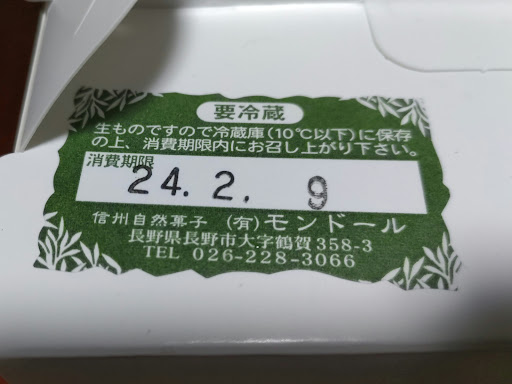 要冷蔵
生ものですので冷蔵庫(10℃以下)に保存
の上、消費期限内にお召し上がり下さい。
消費期限
24. 2. 9
信州自然菓子 (有)モンドール
長野県長野市大字鶴賀358-3
TEL 026-228-3066